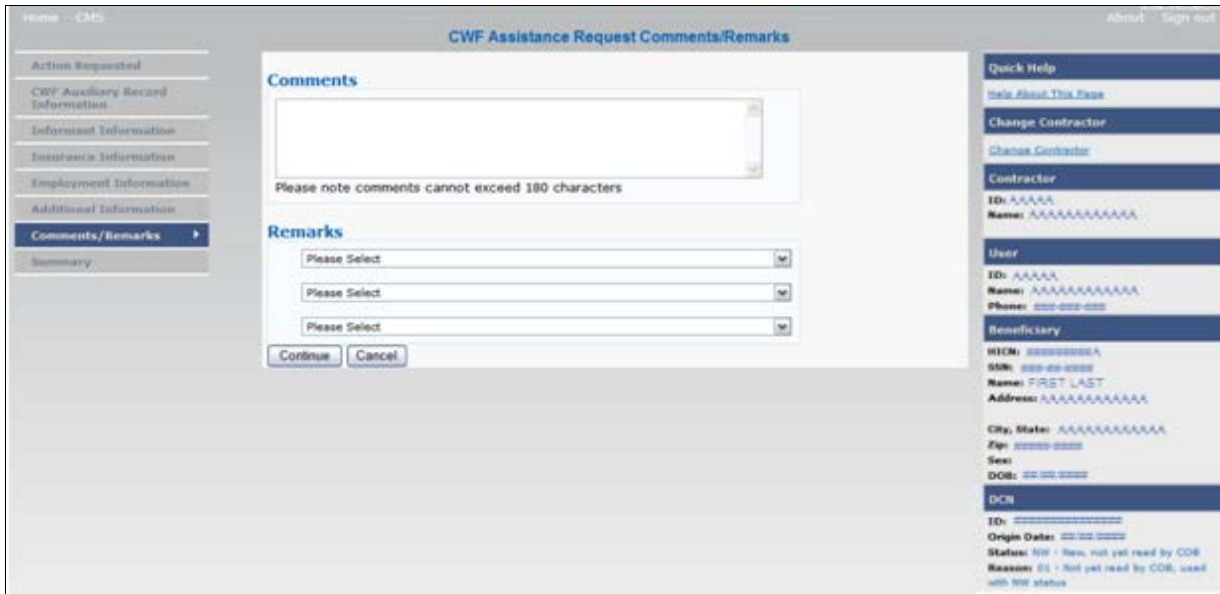 Home CMS
About Sign out
CWF Assistance Request Comments/Remarks
Action Requested
CWF Auxiliary Record
Information
Informant Information
Insurance Information
Employment Information
Additional Information
Comments/Remarks
Summary
Comments
Please note comments cannot exceed 180 characters
Remarks
Please Select
Please Select
Please Select
Continue Cancel
Quick Help
Help About This Page
Change Contractor
Change Contractor
Contractor
ID: AAAAA
Name: AAAAAAAAAAAA
User
ID: AAAAA
Name: AAAAAAAAAAAA
Phone: ###-###-###
Beneficiary
HICN: #########A
SSN: ###-##-####
Name: FIRST LAST
Address: AAAAAAAAAAAA
City, State: AAAAAAAAAAAA
Zip: #####-####
Sex:
DOB: ##/##/####
DCN
ID: ###############
Origin Date: ##/##/####
Status: NW - New, not yet read by COB
Reason: 01 - Not yet read by COB, used
with NW status